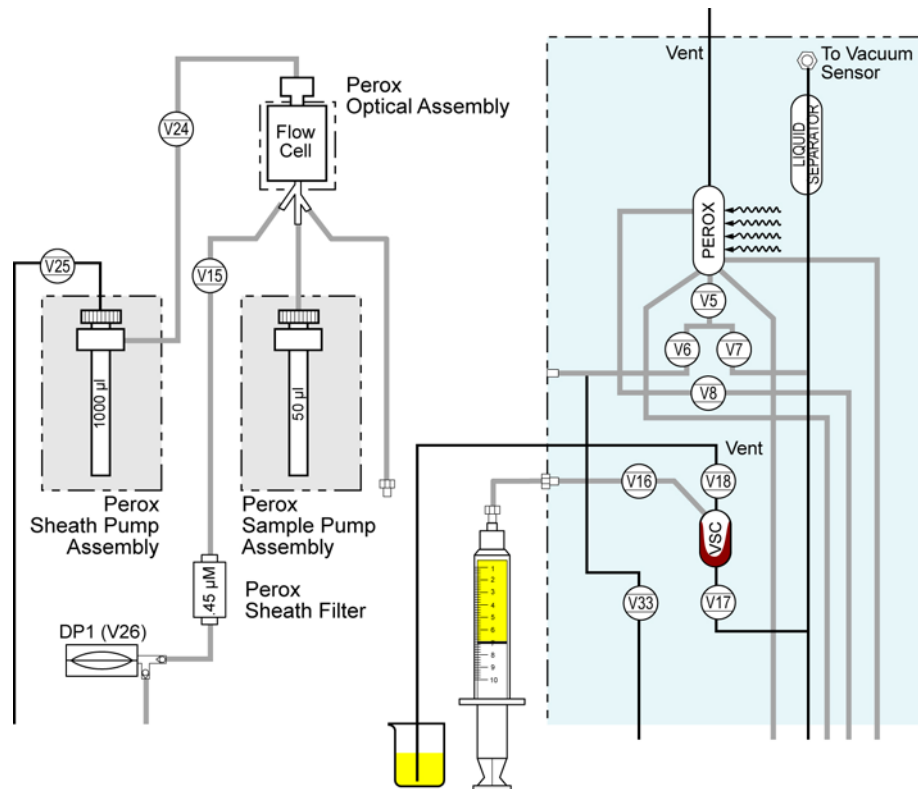 Vent
To Vacuum
Sensor
Perox
Optical Assembly
V24
Flow
Cell
LIQUID
SEPARATOR
PEROX
V25
V15
V5
V6
V7
V8
1000 µl
50 µl
Vent
V16
V18
Perox
Sheath Pump
Assembly
Perox
Sample Pump
Assembly
VSC
.45 µM
Perox
Sheath Filter
V33
V17
DP1 (V26)
1
2
3
4
5
6
7
8
9
10